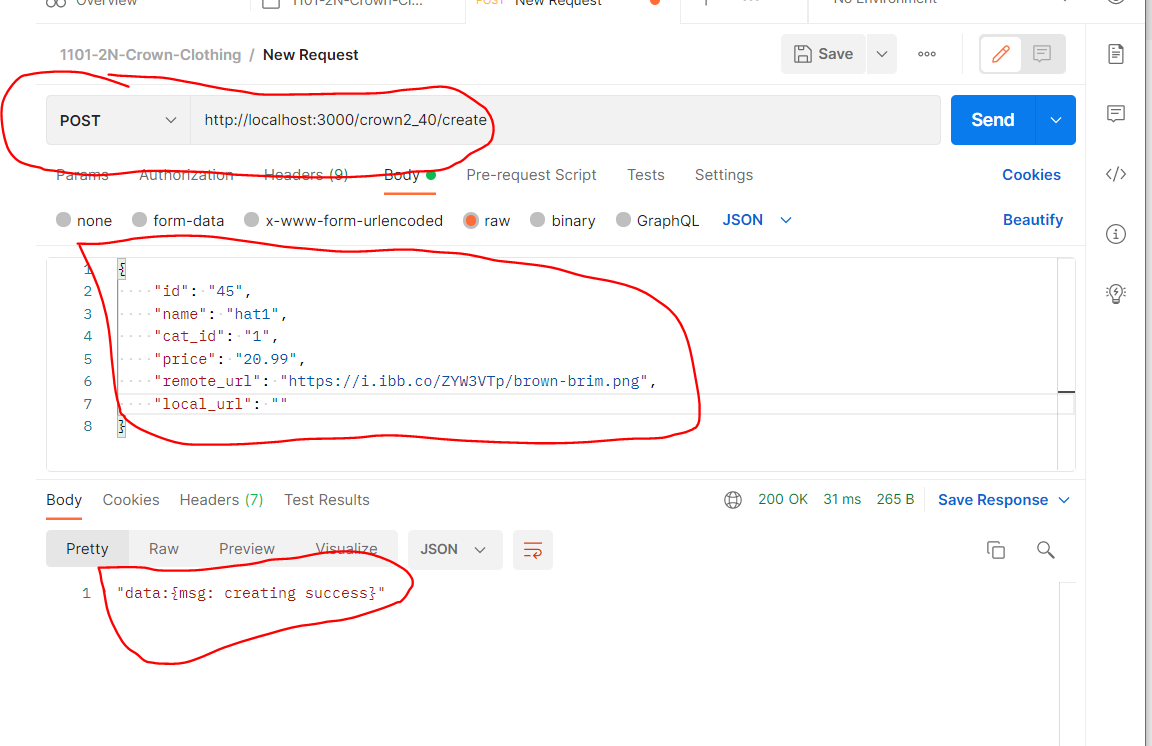 Overview
1101-2N-Crown-Cl...
POST New Request
No Environment
1101-2N-Crown-Clothing / New Request
Save
POST
http://localhost:3000/crown2_40/create
Send
Params Authorization Headers (9) Body Pre-request Script Tests Settings Cookies
none form-data x-www-form-urlencoded raw binary GraphQL JSON Beautify
1 {
2 "id": "45",
3 "name": "hat1",
4 "cat_id": "1",
5 "price": "20.99",
6 "remote_url": "https://i.ibb.co/ZYW3VTp/brown-brim.png",
7 "local_url": ""
8 }
Body Cookies Headers (7) Test Results 200 OK 31 ms 265 B Save Response
Pretty Raw Preview Visualize JSON
1 "data:{msg: creating success}"